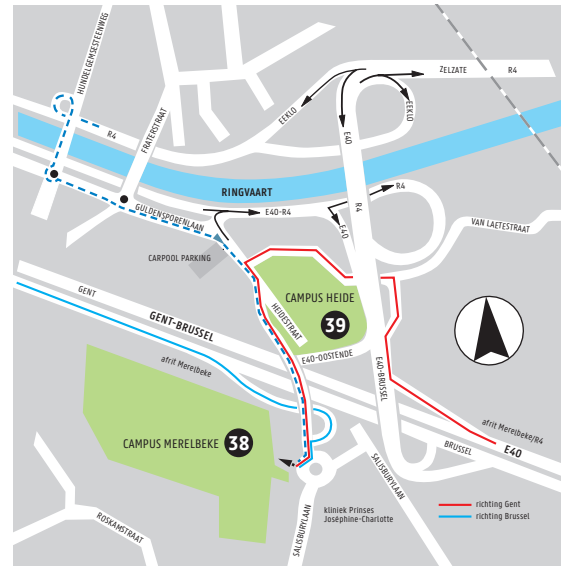 HUNDELGEMSESTEENWEG
ZELZATE R4
EEKLO
EEKLO
R4
FRATERSTRAAT
E40
RINGVAART
R4
R4
GULDENSPORENLAAN
E40-R4
E40
VAN LAETESTRAAT
CARPOOL PARKING
GENT
GENT-BRUSSEL
CAMPUS HEIDE
39
HEIDESTRAAT
E40-OOSTENDE
E40-BRUSSEL
afrit Merelbeke
afrit Merelbeke/R4
CAMPUS MERELBEKE 38
BRUSSEL
E40
SALISBURYLAAN
kliniek Prinses
Joséphine-Charlotte
SALISBURYLAAN
ROSKAMSTRAAT
richting Gent
richting Brussel